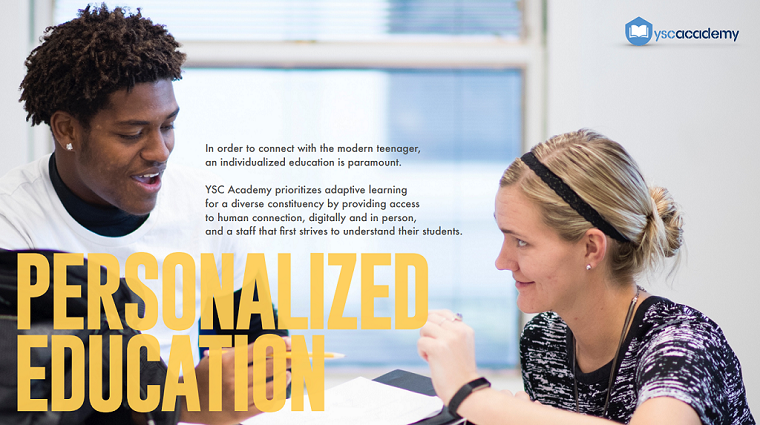 yscacademy
In order to connect with the modern teenager,
an individualized education is paramount.
YSC Academy prioritizes adaptive learning
for a diverse constituency by providing access
to human connection, digitally and in person,
and a staff that first strives to understand their students.
PERSONALIZED
EDUCATION